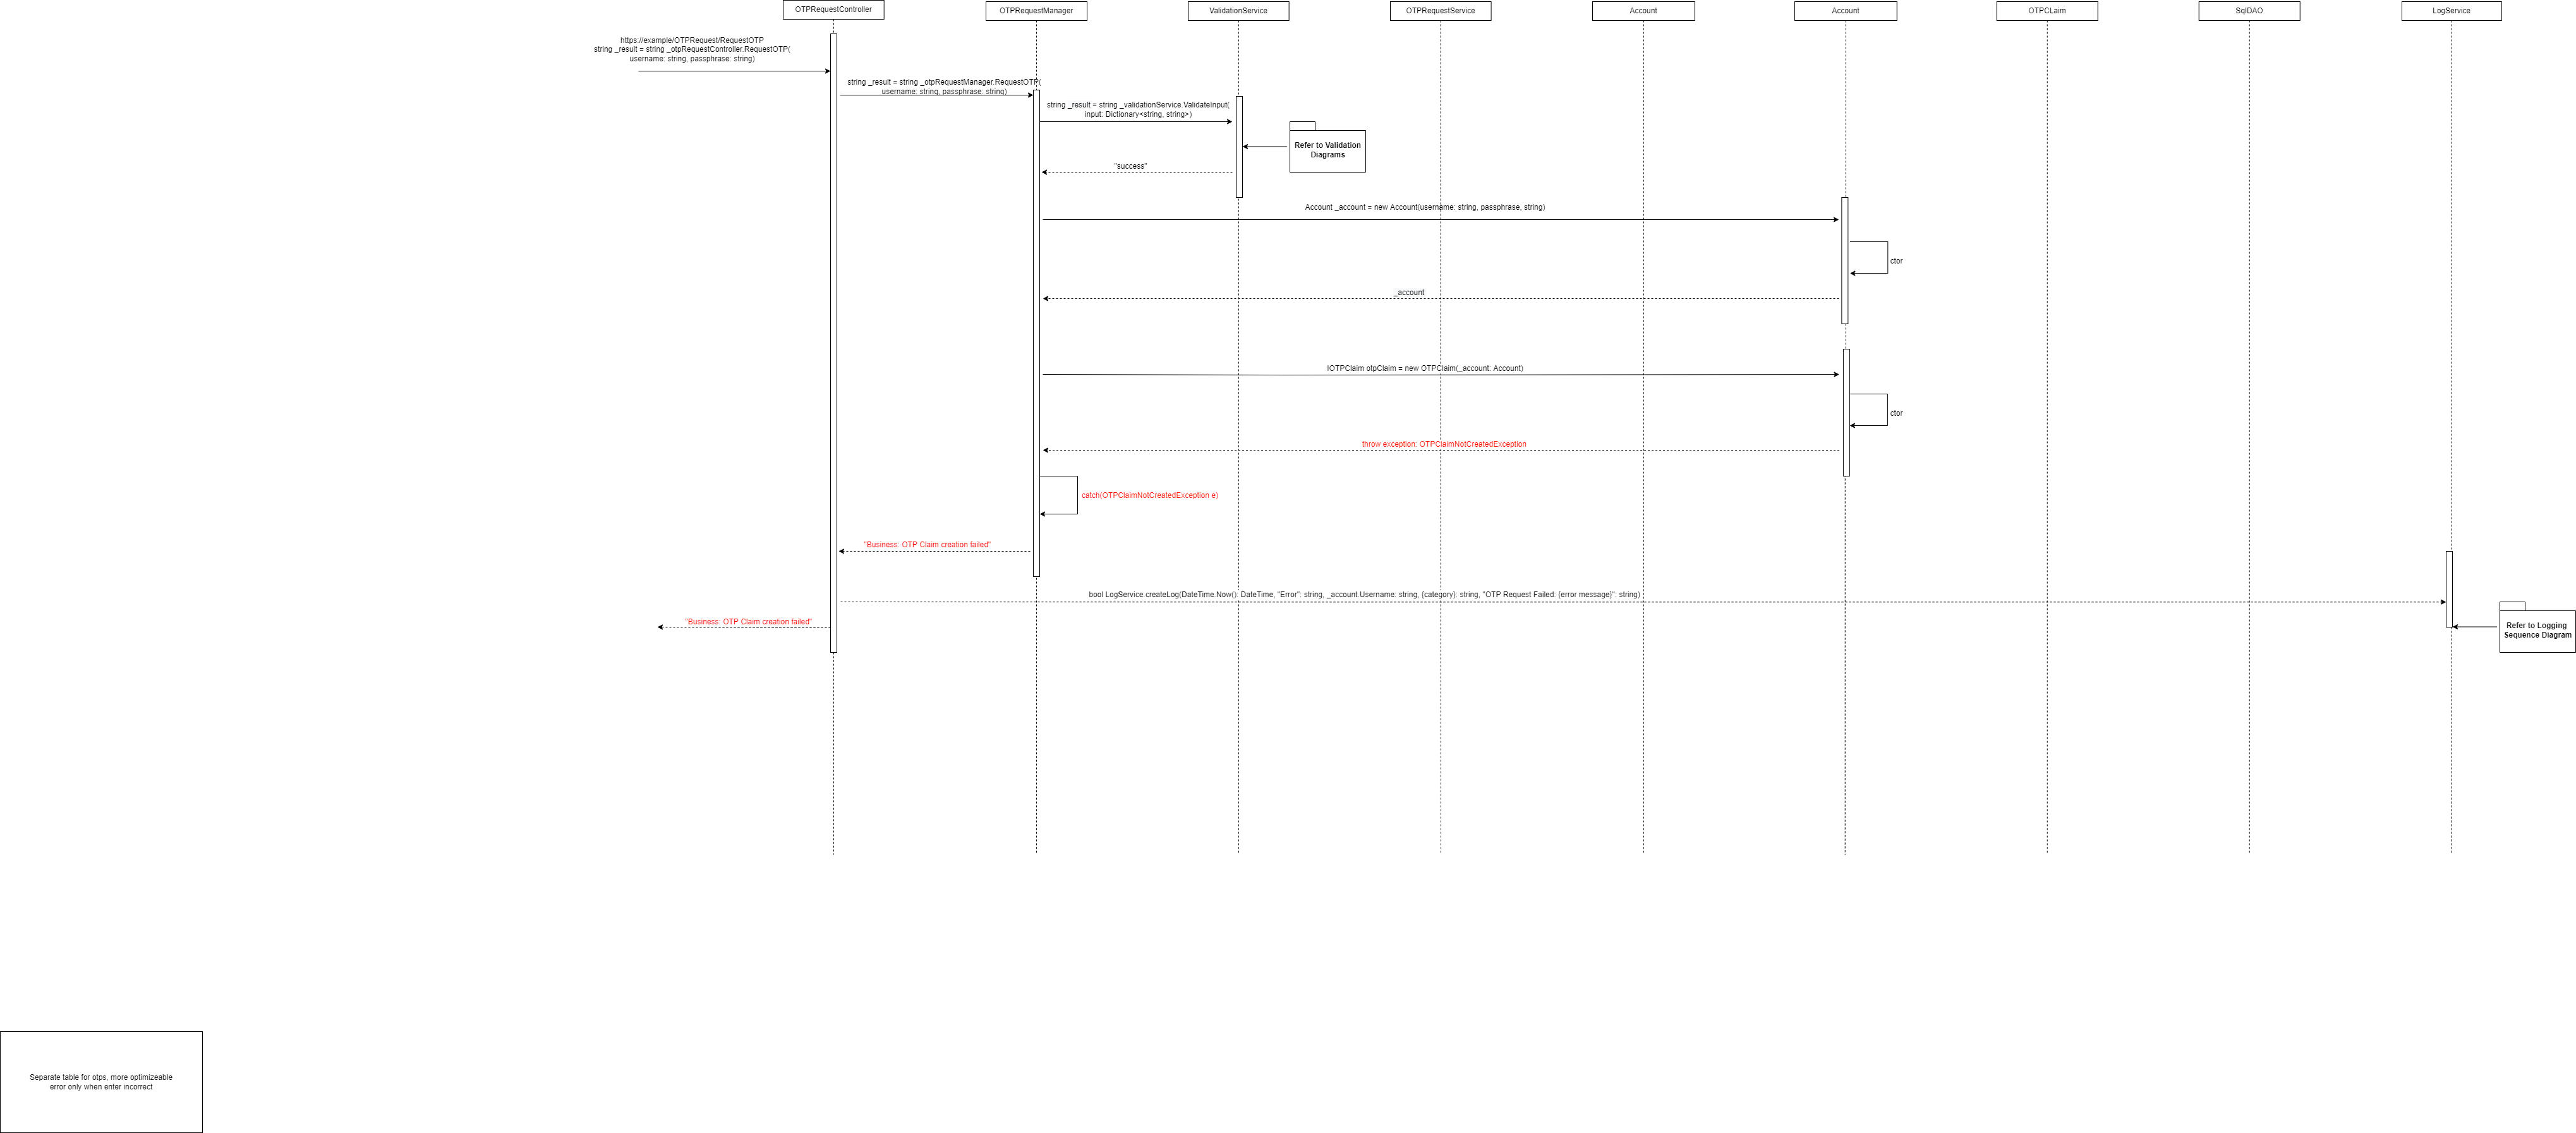 OTPRequestController
OTPRequestManager
ValidationService
OTPRequestService
Account
Account
OTPCLaim
SqlDAO
LogService
https://example/OTPRequest/RequestOTP
string _result = string _otpRequestController.RequestOTP(
username: string, passphrase: string)
string _result = string _otpRequestManager.RequestOTP(
username: string, passphrase: string)
string _result = string _validationService.ValidateInput(
input: Dictionary<string, string>)
Refer to Validation
Diagrams
"success"
Account _account = new Account(username: string, passphrase, string)
ctor
_account
IOTPClaim otpClaim = new OTPClaim(_account: Account)
ctor
throw exception: OTPClaimNotCreatedException
catch(OTPClaimNotCreatedException e)
"Business: OTP Claim creation failed"
bool LogService.createLog(DateTime.Now(): DateTime, "Error": string, _account.Username: string, {category}: string, "OTP Request Failed: {error message}": string)
"Business: OTP Claim creation failed"
Refer to Logging
Sequence Diagram
Separate table for otps, more optimizeable
error only when enter incorrect